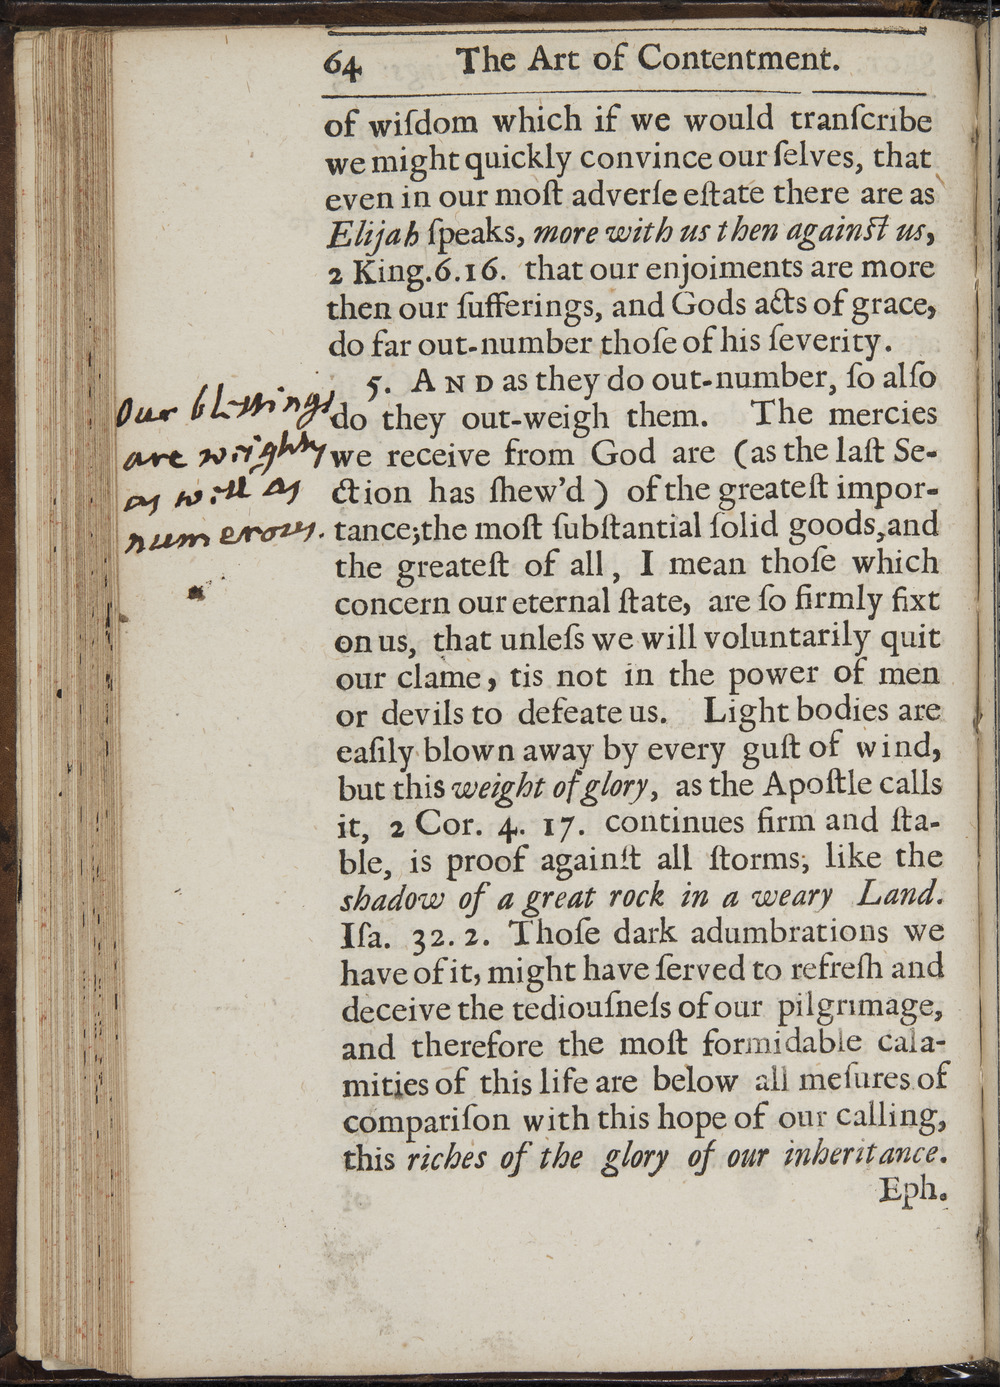 64 The Art of Contentment.
of wiſdom which if we would tranſcribe
we might quickly convince our ſelves, that
even in our moſt adverſe eſtate there are as
Elijah ſpeaks, more with us then againſt us,
2 King.6.16. that our enjoiments are more
then our ſufferings, and Gods acts of grace,
do far out-number thoſe of his ſeverity.
5. AND as they do out-number, ſo alſo
do they out-weigh them. The mercies
we receive from God are (as the laſt Se-
ction has ſhew'd) of the greateſt impor-
tance; the moſt ſubſtantial ſolid goods, and
the greateſt of all, I mean thoſe which
concern our eternal ſtate, are ſo firmly fixt
on us, that unleſs we will voluntarily quit
our clame, tis not in the power of men
or devils to defeate us. Light bodies are
eaſily blown away by every guſt of wind,
but this weight of glory, as the Apoſtle calls
it, 2 Cor. 4. 17. continues firm and ſta-
ble, is proof againſt all ſtorms, like the
shadow of a great rock in a weary Land.
Iſa. 32. 2. Thoſe dark adumbrations we
have of it, might have ſerved to refreſh and
deceive the tediouſneſs of our pilgrimage,
and therefore the moſt formidable cala-
mities of this life are below all meſures of
compariſon with this hope of our calling,
this riches of the glory of our inheritance.
Eph.
Our bleſſings
are weighty
as well as
numerous.